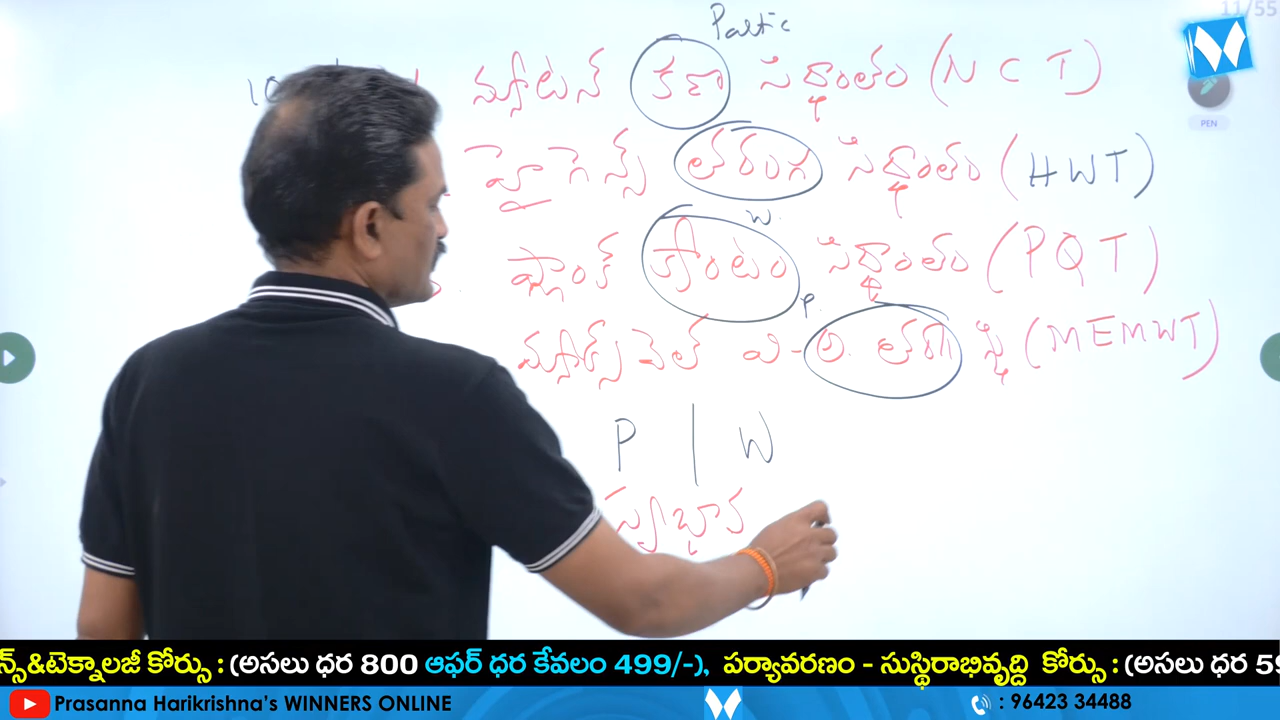 11/55
Partic
10
న్యూటన్ కణ సిద్ధాంతం (N C T)
PEN
హైగెన్స్ తరంగ సిద్ధాంతం (HWT)
W.
ప్లాంక్ క్వాంటం సిద్ధాంతం (PQT)
P.
మ్యాక్స్‌వెల్ వి-అ. తరంగ (MEMWT)
P | W
స్వభావ
న్స్&టెక్నాలజీ కోర్సు : (అసలు ధర 800 ఆఫర్ ధర కేవలం 499/-), పర్యావరణం - సుస్థిరాభివృద్ధి కోర్సు : (అసలు ధర 59
Prasanna Harikrishna's WINNERS ONLINE : 96423 34488